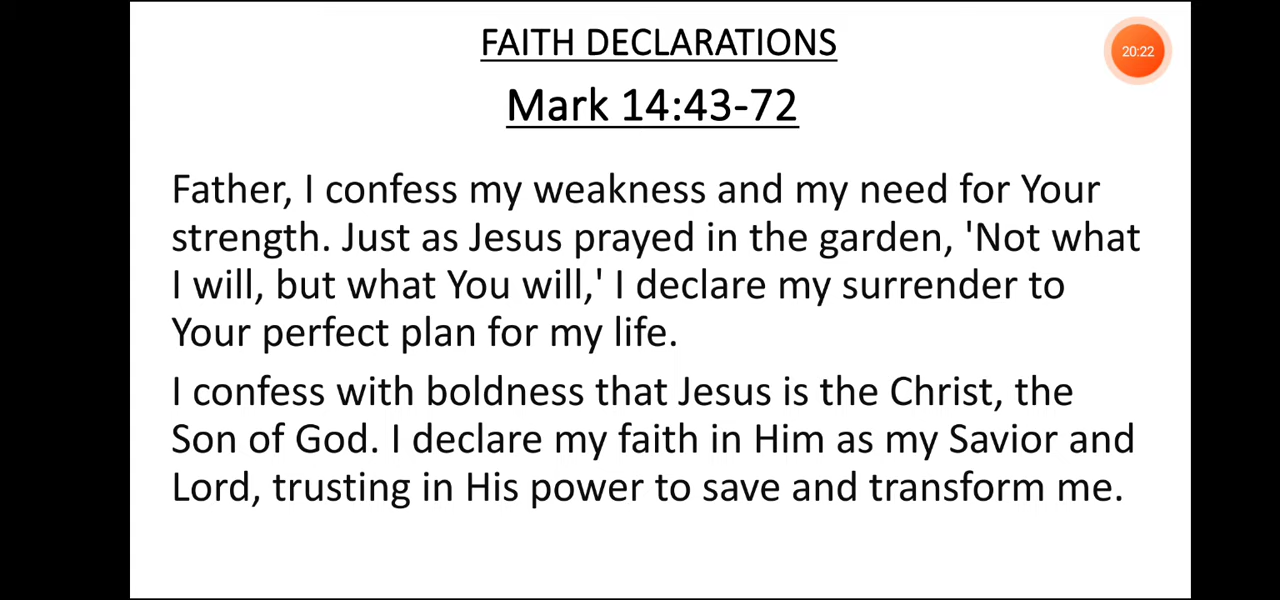 FAITH DECLARATIONS
20:22
Mark 14:43-72
Father, I confess my weakness and my need for Your
strength. Just as Jesus prayed in the garden, 'Not what
I will, but what You will,' I declare my surrender to
Your perfect plan for my life.
I confess with boldness that Jesus is the Christ, the
Son of God. I declare my faith in Him as my Savior and
Lord, trusting in His power to save and transform me.